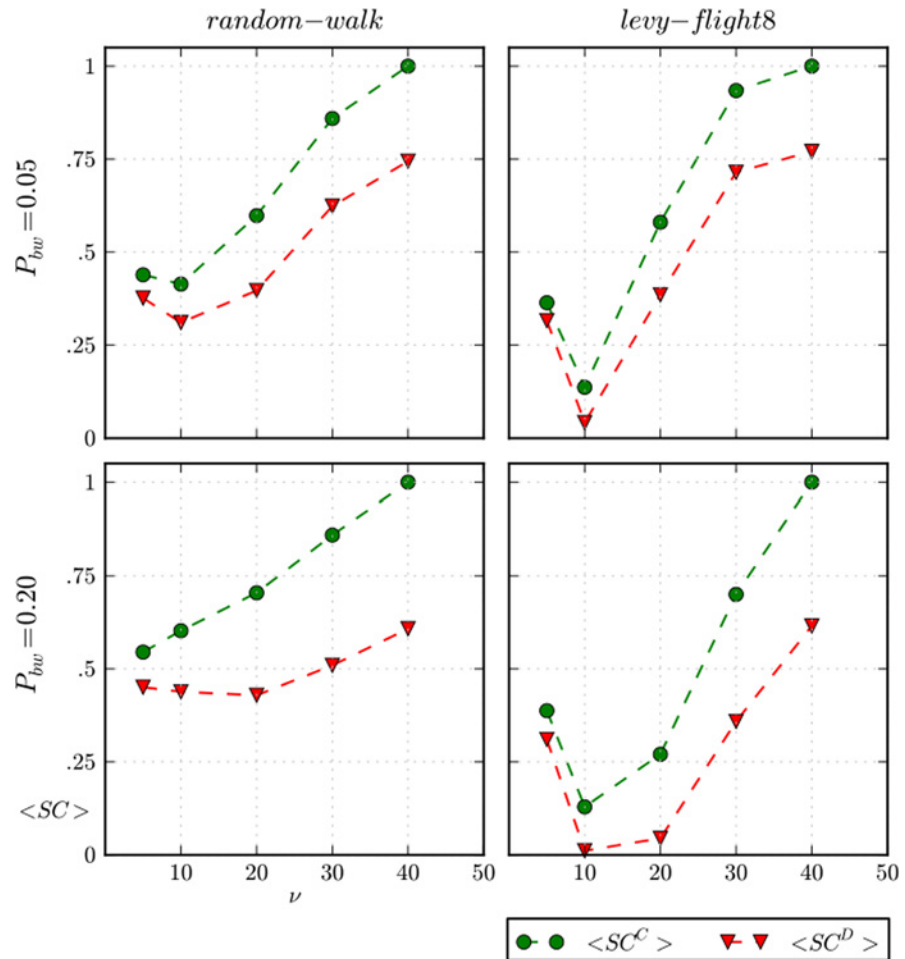 random−walk
levy−flight8
P_bw = 0.05
1
.75
.5
.25
0
P_bw = 0.20
1
.75
.5
.25
0
<SC>
10 20 30 40 50
10 20 30 40 50
ν
<SC^C> <SC^D>